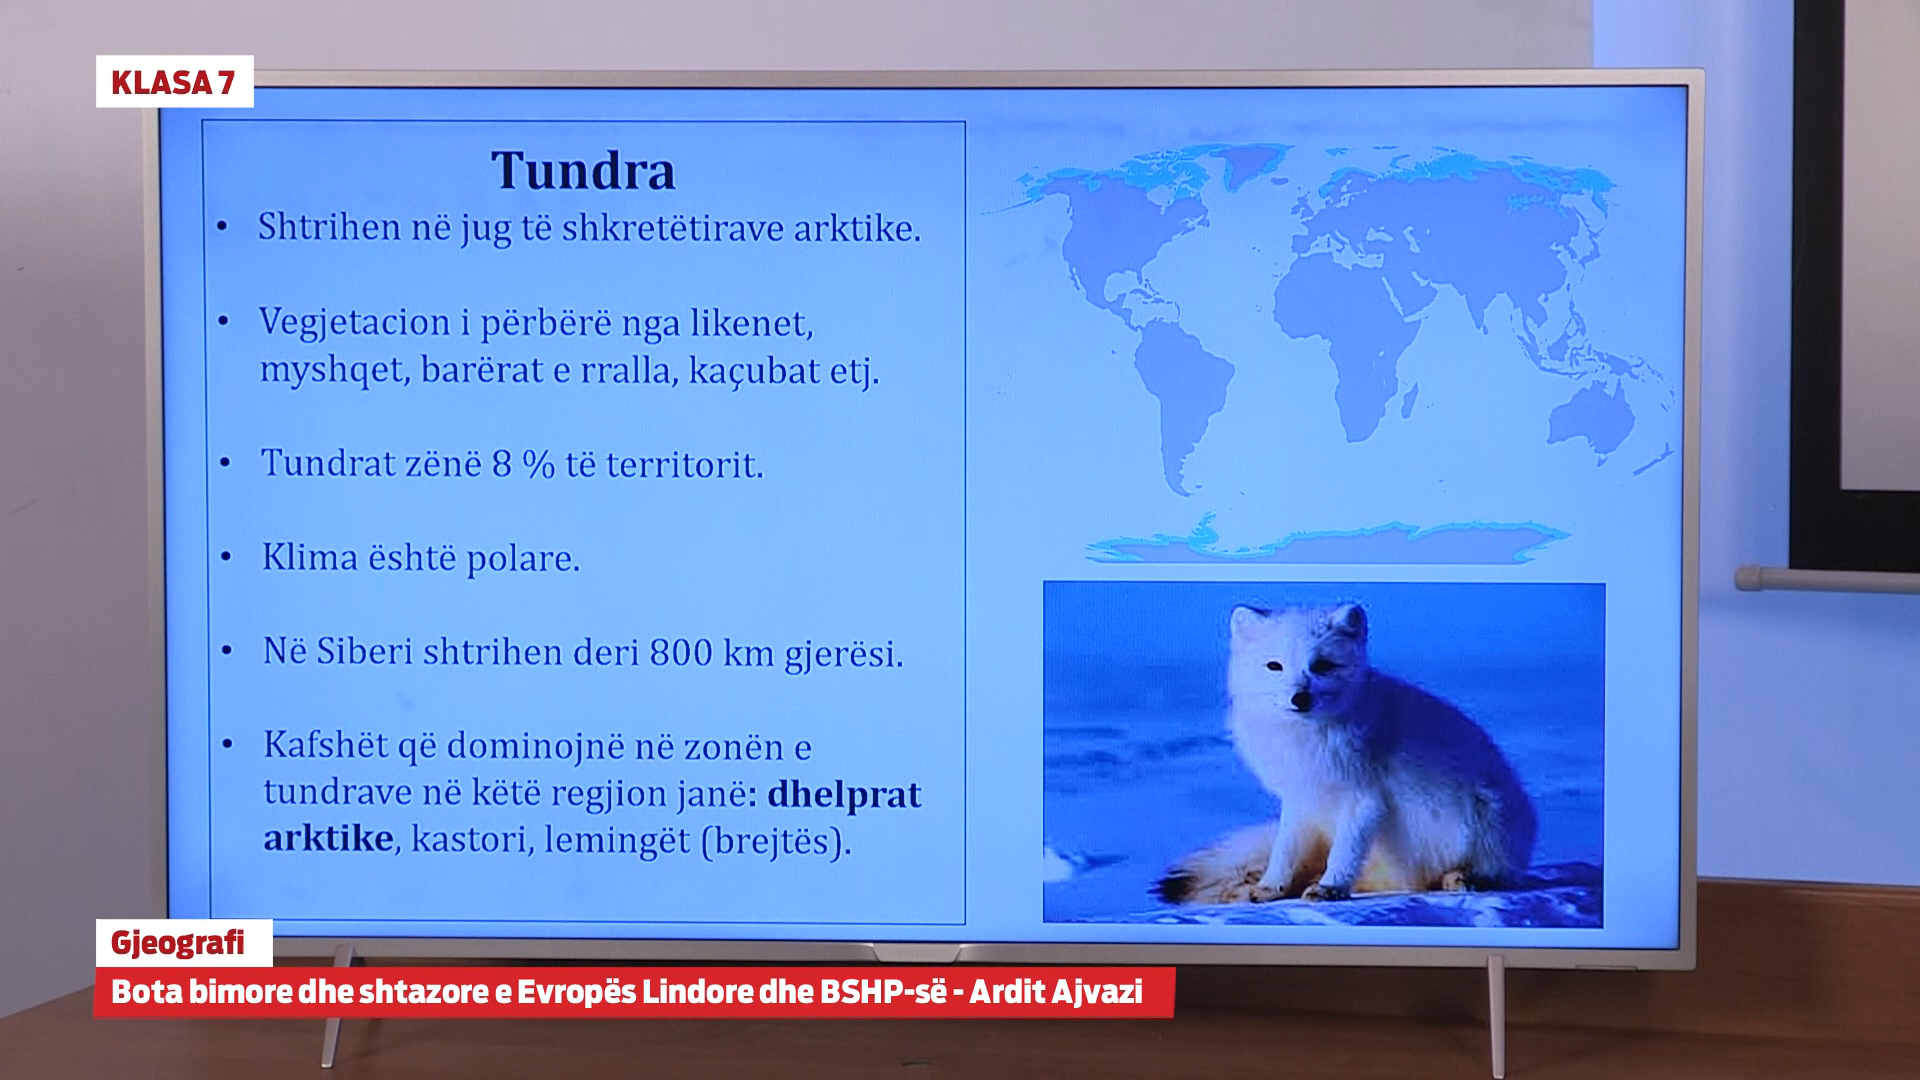 KLASA 7
Tundra
• Shtrihen në jug të shkretëtirave arktike.
• Vegjetacion i përbërë nga likenet,
myshqet, barërat e rralla, kaçubat etj.
• Tundrat zënë 8 % të territorit.
• Klima është polare.
• Në Siberi shtrihen deri 800 km gjerësi.
• Kafshët që dominojnë në zonën e
tundrave në këtë regjion janë: dhelprat
arktike, kastori, lemingët (brejtës).
Gjeografi
Bota bimore dhe shtazore e Evropës Lindore dhe BSHP-së - Ardit Ajvazi